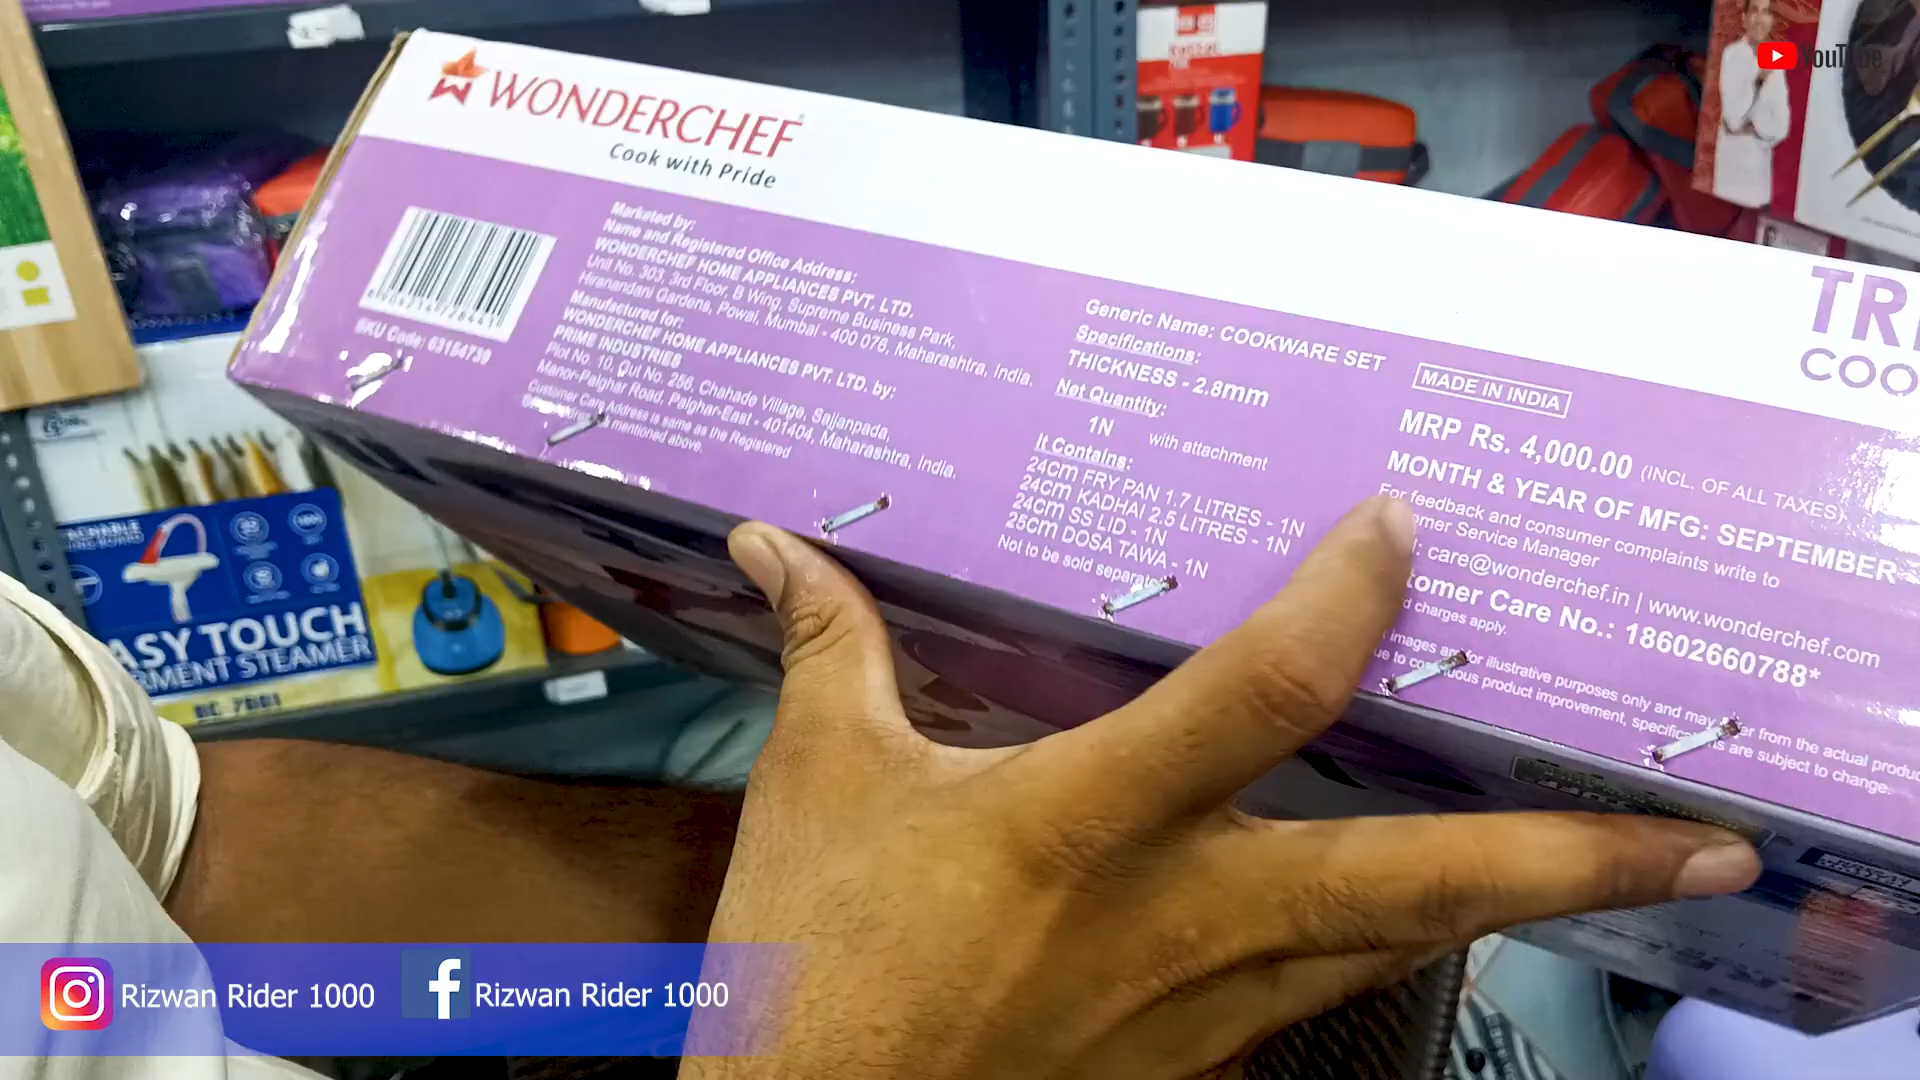 WONDERCHEF
Cook with Pride
SKU Code: 63154739
Marketed by:
Name and Registered Office Address:
WONDERCHEF HOME APPLIANCES PVT. LTD.
Unit No. 303, 3rd Floor, B Wing, Supreme Business Park,
Hiranandani Gardens, Powai, Mumbai - 400 076, Maharashtra, India.
Manufactured for:
WONDERCHEF HOME APPLIANCES PVT. LTD. by:
PRIME INDUSTRIES
Plot No. 10, Gut No. 256, Chahade Village, Sajjanpada,
Manor-Palghar Road, Palghar-East - 401404, Maharashtra, India.
Customer Care Address is same as the Registered
mentioned above.
Generic Name: COOKWARE SET
Specifications:
THICKNESS - 2.8mm
Net Quantity:
1N with attachment
It Contains:
24cm FRY PAN 1.7 LITRES - 1N
24cm KADHAI 2.5 LITRES - 1N
24cm SS LID - 1N
25cm DOSA TAWA - 1N
Not to be sold separate
TR
COO
MADE IN INDIA
MRP Rs. 4,000.00 (INCL. OF ALL TAXES)
MONTH & YEAR OF MFG: SEPTEMBER -
For feedback and consumer complaints write to
omer Service Manager
: care@wonderchef.in | www.wonderchef.com
tomer Care No.: 18602660788*
d charges apply.
images for illustrative purposes only and may er from the actual produc
ue to product improvement, are subject to change.
ASY TOUCH
RMENT STEAMER
YouTube
Rizwan Rider 1000
Rizwan Rider 1000